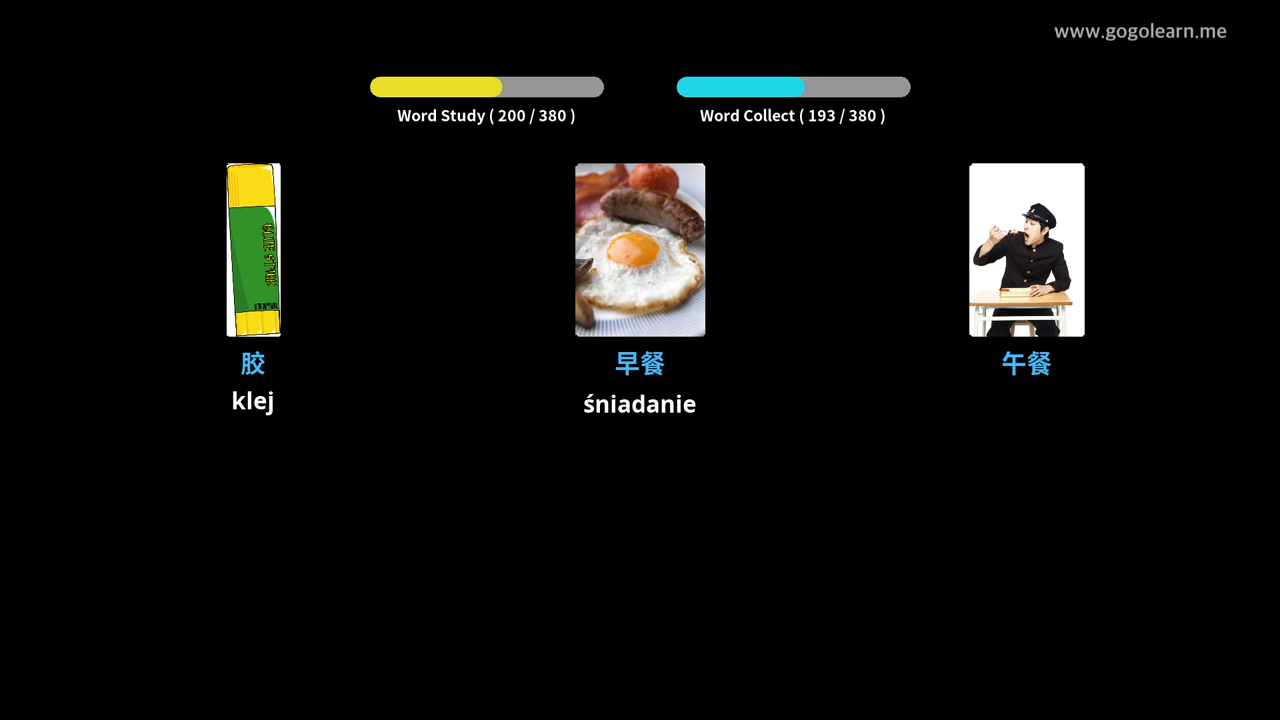 www.gogolearn.me
Word Study ( 200 / 380 )
Word Collect ( 193 / 380 )
胶
早餐
午餐
klej
śniadanie